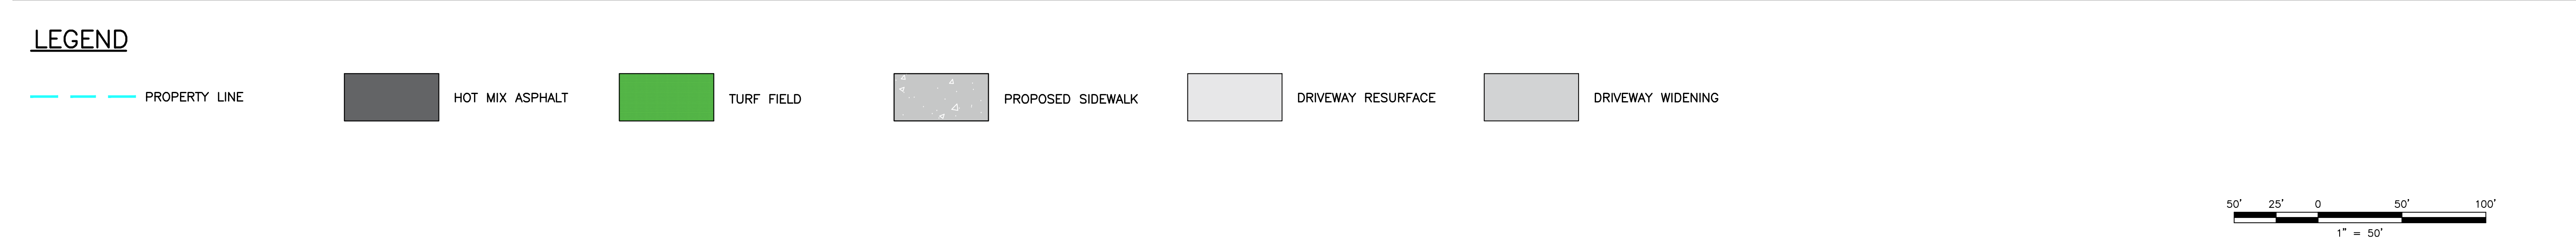 LEGEND
PROPERTY LINE
HOT MIX ASPHALT
TURF FIELD
PROPOSED SIDEWALK
DRIVEWAY RESURFACE
DRIVEWAY WIDENING
50' 25' 0 50' 100'
1" = 50'